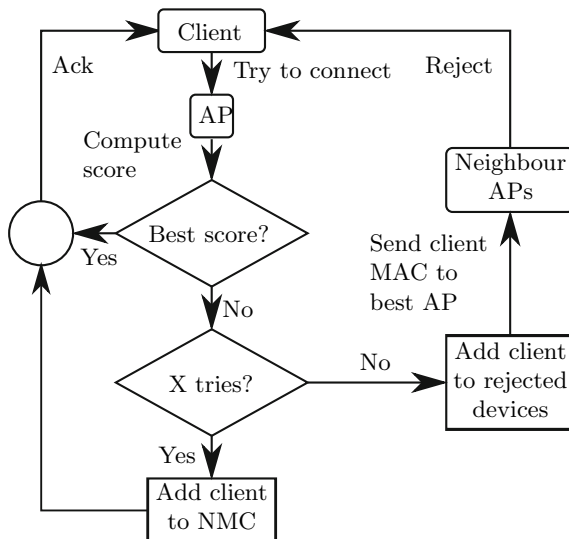 Client
Ack
Try to connect
Reject
AP
Compute
score
Neighbour
APs
Best score?
Yes
Send client
MAC to
best AP
No
X tries?
No
Add client
to rejected
devices
Yes
Add client
to NMC